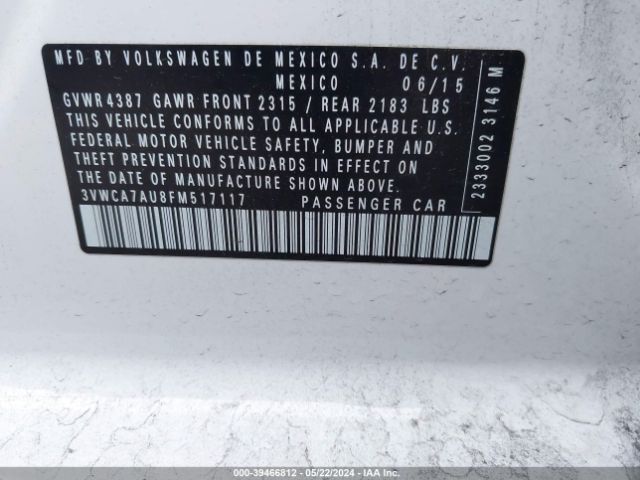 MFD BY VOLKSWAGEN DE MEXICO S.A. DE C.V.
MEXICO 06/15
GVWR 4387 GAWR FRONT 2315 / REAR 2183 LBS
THIS VEHICLE CONFORMS TO ALL APPLICABLE U.S.
FEDERAL MOTOR VEHICLE SAFETY, BUMPER AND
THEFT PREVENTION STANDARDS IN EFFECT ON
THE DATE OF MANUFACTURE SHOWN ABOVE.
3VWCA7AU8FM517117 PASSENGER CAR
2333002 3146 M
000-39466812 - 05/22/2024 - IAA Inc.